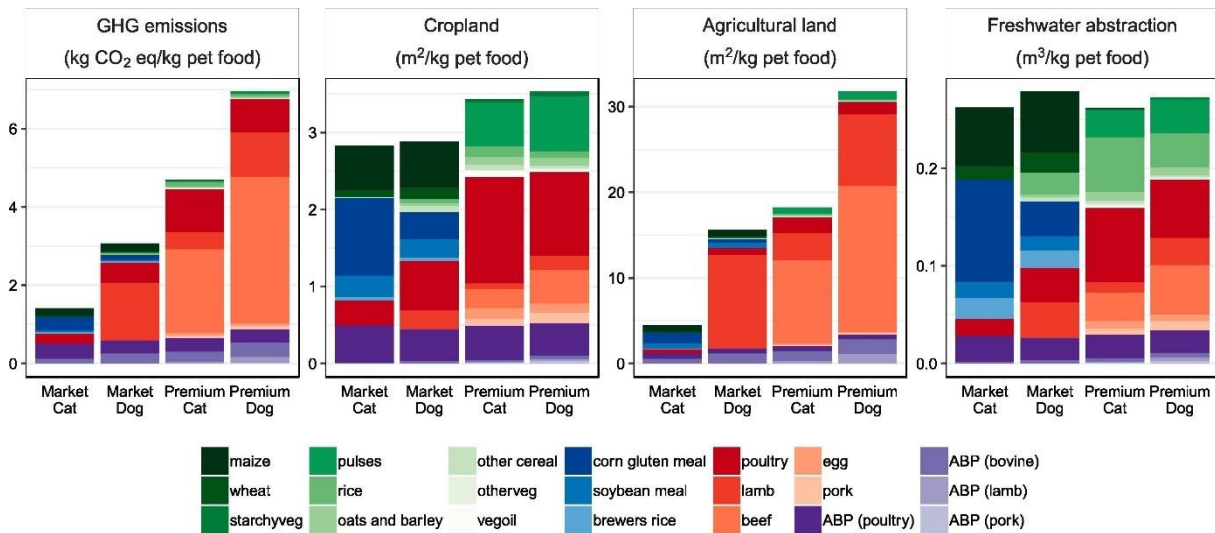 GHG emissions
(kg CO2 eq/kg pet food)
Cropland
(m2/kg pet food)
Agricultural land
(m2/kg pet food)
Freshwater abstraction
(m3/kg pet food)
6
4
2
0
3
2
1
0
30
20
10
0
0.2
0.1
0.0
Market Cat
Market Dog
Premium Cat
Premium Dog
Market Cat
Market Dog
Premium Cat
Premium Dog
Market Cat
Market Dog
Premium Cat
Premium Dog
Market Cat
Market Dog
Premium Cat
Premium Dog
maize
pulses
other cereal
corn gluten meal
poultry
egg
ABP (bovine)
wheat
rice
otherveg
soybean meal
lamb
pork
ABP (lamb)
starchyveg
oats and barley
vegoil
brewers rice
beef
ABP (poultry)
ABP (pork)